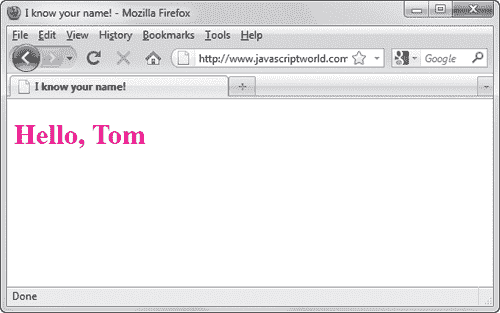 I know your name! - Mozilla Firefox
File Edit View History Bookmarks Tools Help
http://www.javascriptworld.com Google
I know your name!
Hello, Tom
Done